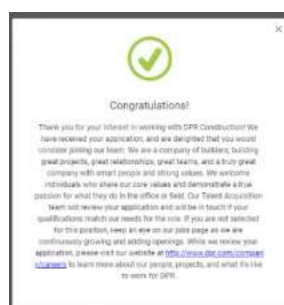 Congratulations!
Thank you for your interest in working with DPR Construction! We
have received your application, and are delighted that you would
consider joining our team! We are a company of builders, building
great projects, great relationships, great teams, and a truly great
company with smart people and strong values. We welcome
individuals who share our core values and demonstrate a true
passion for what they do in the office or field. Our Talent Acquisition
team will review your application and will be in touch if your
qualifications match our needs for the role. If you are not selected
for this position, keep an eye on our jobs page as we are
continuously growing and adding openings. While we review your
application, please visit our website at http://www.dpr.com/compan
y/careers to learn more about our people, projects, and what it's like
to work for DPR.